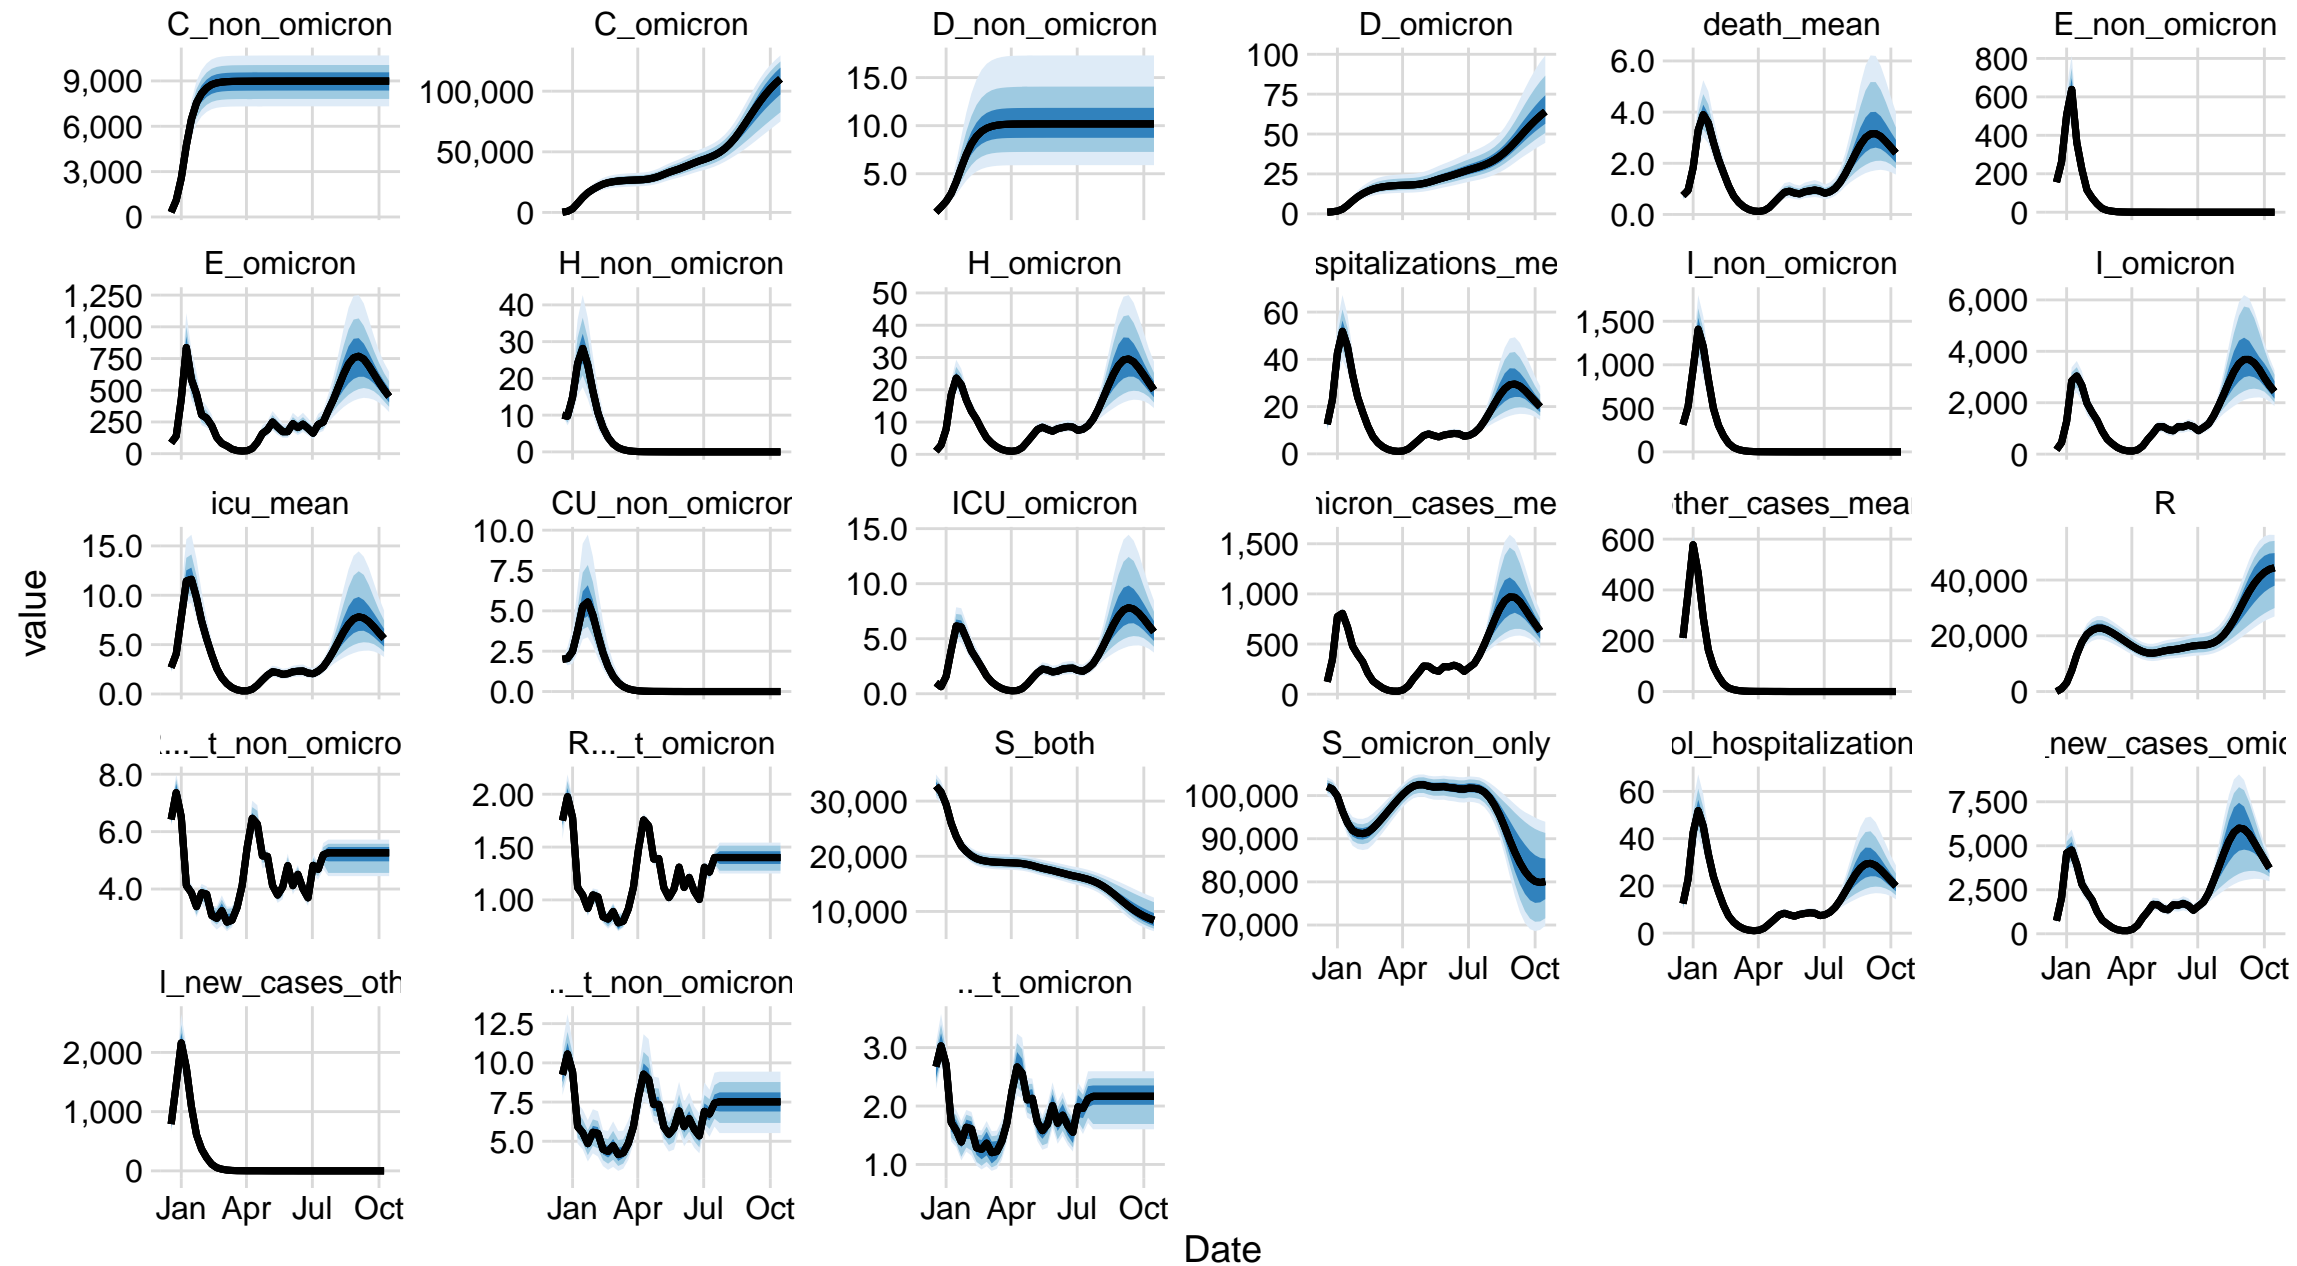 C_non_omicron C_omicron D_non_omicron D_omicron death_mean E_non_omicron
9,000 6,000 3,000 0
100,000 50,000 0
15.0 10.0 5.0
100 75 50 25 0
6.0 4.0 2.0 0.0
800 600 400 200 0
E_omicron H_non_omicron H_omicron spitalizations_me I_non_omicron I_omicron
1,250 1,000 750 500 250 0
40 30 20 10 0
50 40 30 20 10 0
60 40 20 0
1,500 1,000 500 0
6,000 4,000 2,000 0
value
icu_mean CU_non_omicron ICU_omicron nicron_cases_me ther_cases_mea R
15.0 10.0 5.0 0.0
10.0 7.5 5.0 2.5 0.0
15.0 10.0 5.0 0.0
1,500 1,000 500 0
600 400 200 0
40,000 20,000 0
..._t_non_omicro R..._t_omicron S_both S_omicron_only ol_hospitalization _new_cases_omic
8.0 6.0 4.0
2.00 1.50 1.00
30,000 20,000 10,000
100,000 90,000 80,000 70,000
60 40 20 0
7,500 5,000 2,500 0
Jan Apr Jul Oct Jan Apr Jul Oct Jan Apr Jul Oct
l_new_cases_oth .._t_non_omicron .._t_omicron
2,000 1,000 0
12.5 10.0 7.5 5.0
3.0 2.0 1.0
Jan Apr Jul Oct Jan Apr Jul Oct Jan Apr Jul Oct
Date